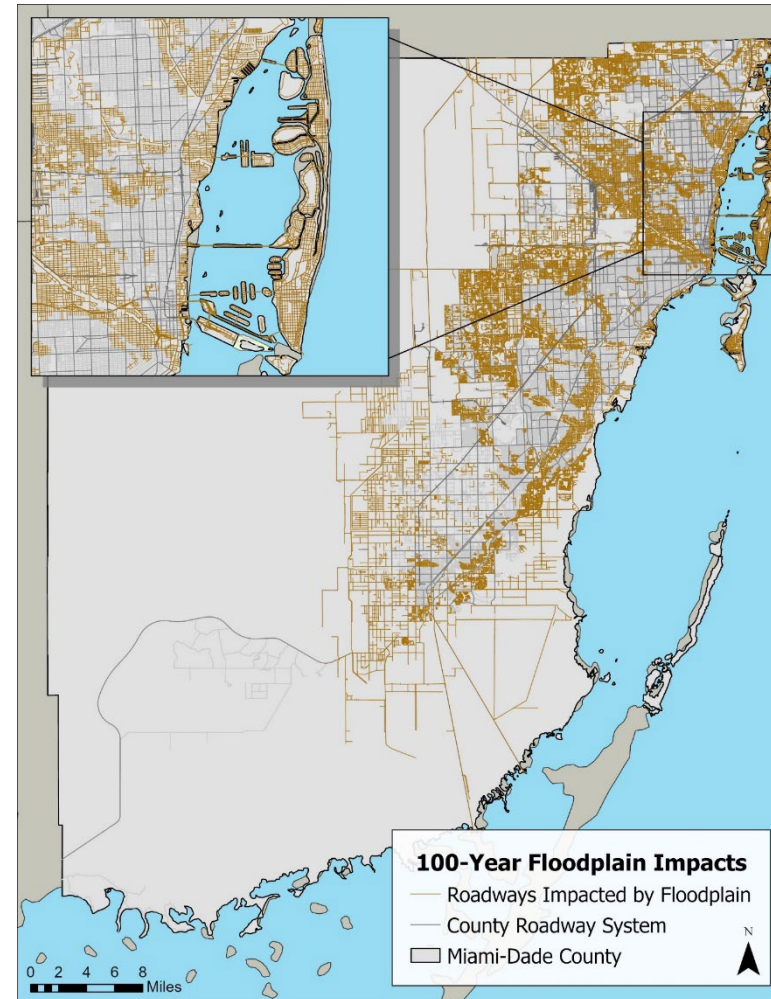 100-Year Floodplain Impacts
Roadways Impacted by Floodplain
County Roadway System
Miami-Dade County
N
0 2 4 6 8
Miles